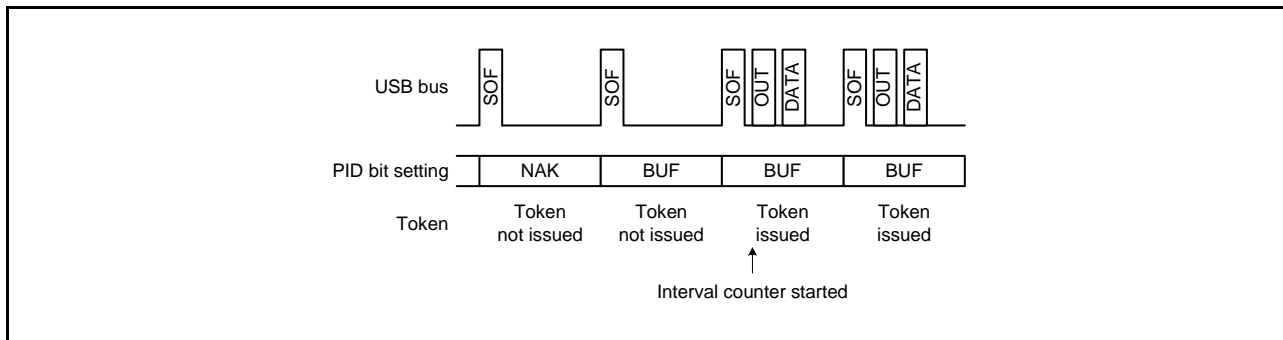 USB bus
SOF
SOF
SOF
OUT
DATA
SOF
OUT
DATA
PID bit setting
NAK
BUF
BUF
BUF
Token
Token
not issued
Token
not issued
Token
issued
Token
issued
Interval counter started